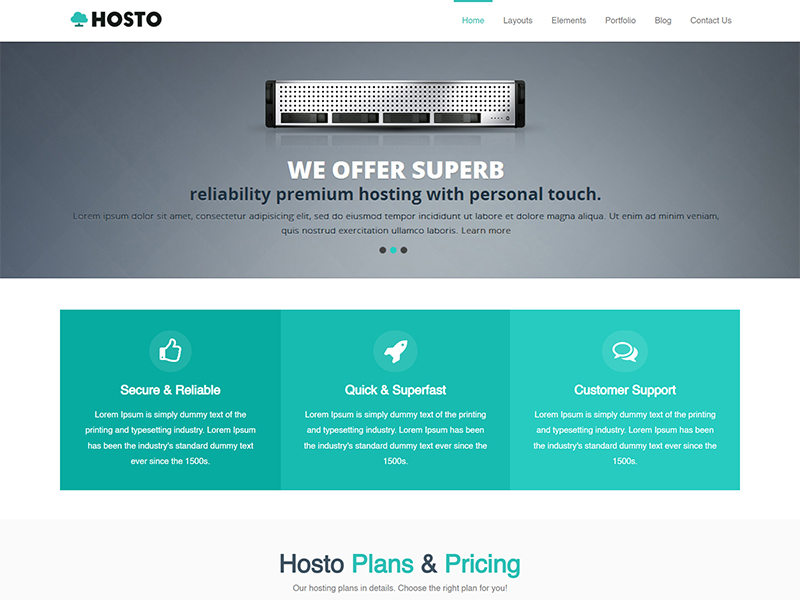 HOSTO
Home Layouts Elements Portfolio Blog Contact Us
WE OFFER SUPERB
reliability premium hosting with personal touch.
Lorem ipsum dolor sit amet, consectetur adipisicing elit, sed do eiusmod tempor incididunt ut labore et dolore magna aliqua. Ut enim ad minim veniam,
quis nostrud exercitation ullamco laboris. Learn more
Secure & Reliable
Lorem Ipsum is simply dummy text of the
printing and typesetting industry. Lorem Ipsum
has been the industry's standard dummy text
ever since the 1500s.
Quick & Superfast
Lorem Ipsum is simply dummy text of the printing
and typesetting industry. Lorem Ipsum has been
the industry's standard dummy text ever since the
1500s.
Customer Support
Lorem Ipsum is simply dummy text of the printing
and typesetting industry. Lorem Ipsum has been
the industry's standard dummy text ever since the
1500s.
Hosto Plans & Pricing
Our hosting plans in details. Choose the right plan for you!